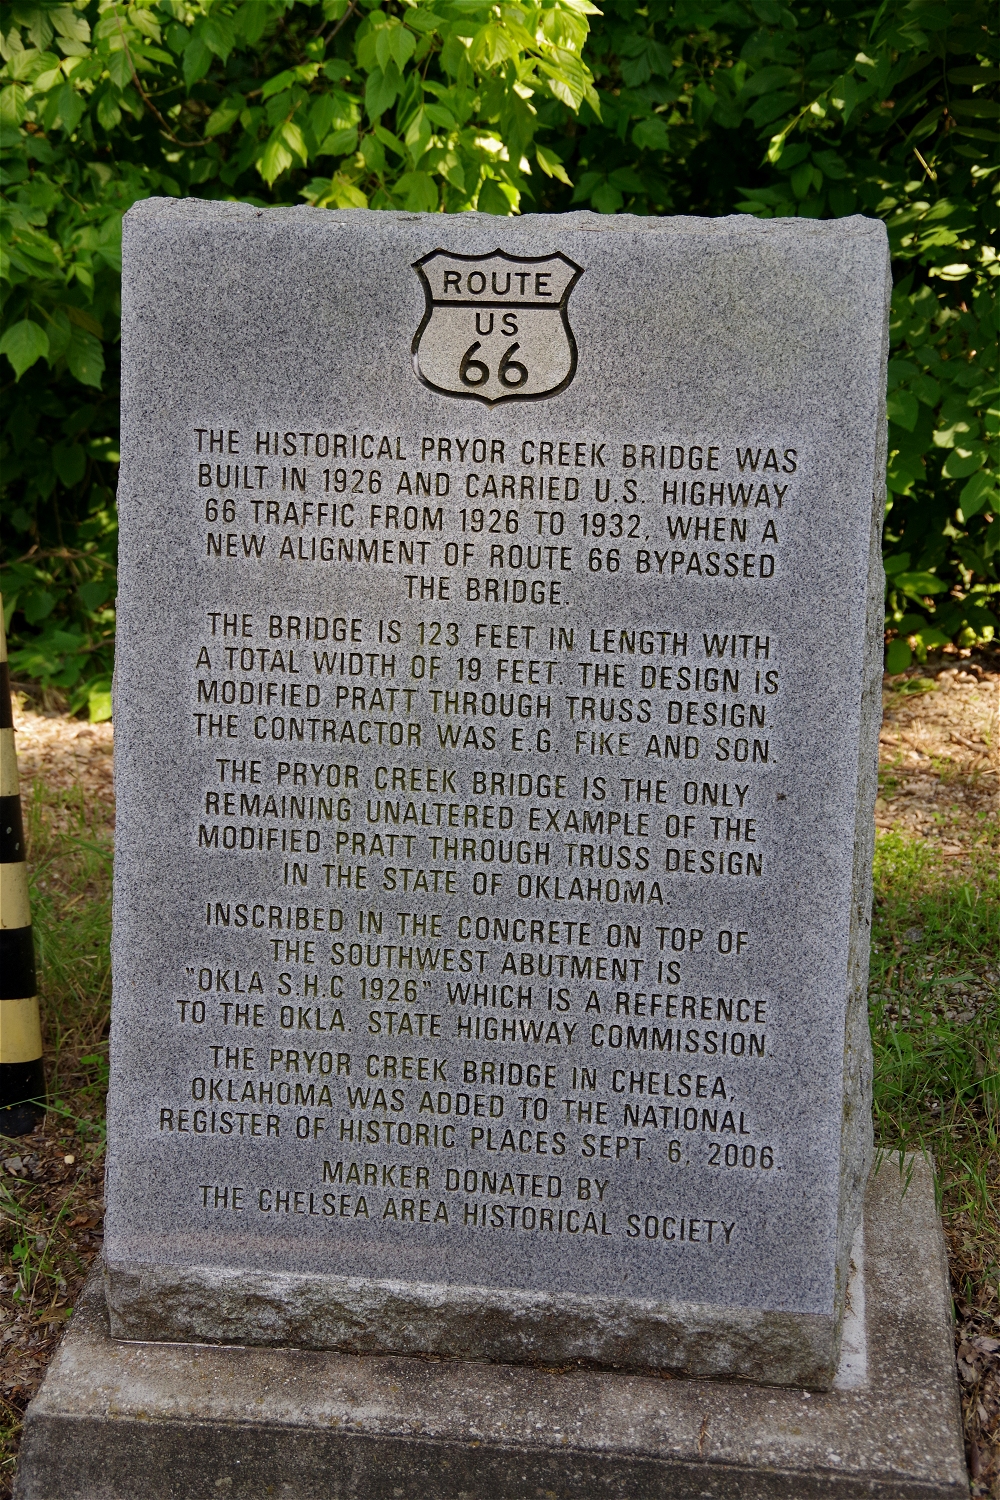 ROUTE
US
66
THE HISTORICAL PRYOR CREEK BRIDGE WAS
BUILT IN 1926 AND CARRIED U.S. HIGHWAY
66 TRAFFIC FROM 1926 TO 1932, WHEN A
NEW ALIGNMENT OF ROUTE 66 BYPASSED
THE BRIDGE.
THE BRIDGE IS 123 FEET IN LENGTH WITH
A TOTAL WIDTH OF 19 FEET. THE DESIGN IS
MODIFIED PRATT THROUGH TRUSS DESIGN.
THE CONTRACTOR WAS E.G. FIKE AND SON.
THE PRYOR CREEK BRIDGE IS THE ONLY
REMAINING UNALTERED EXAMPLE OF THE
MODIFIED PRATT THROUGH TRUSS DESIGN
IN THE STATE OF OKLAHOMA.
INSCRIBED IN THE CONCRETE ON TOP OF
THE SOUTHWEST ABUTMENT IS
"OKLA S.H.C 1926" WHICH IS A REFERENCE
TO THE OKLA. STATE HIGHWAY COMMISSION.
THE PRYOR CREEK BRIDGE IN CHELSEA,
OKLAHOMA WAS ADDED TO THE NATIONAL
REGISTER OF HISTORIC PLACES SEPT. 6, 2006.
MARKER DONATED BY
THE CHELSEA AREA HISTORICAL SOCIETY